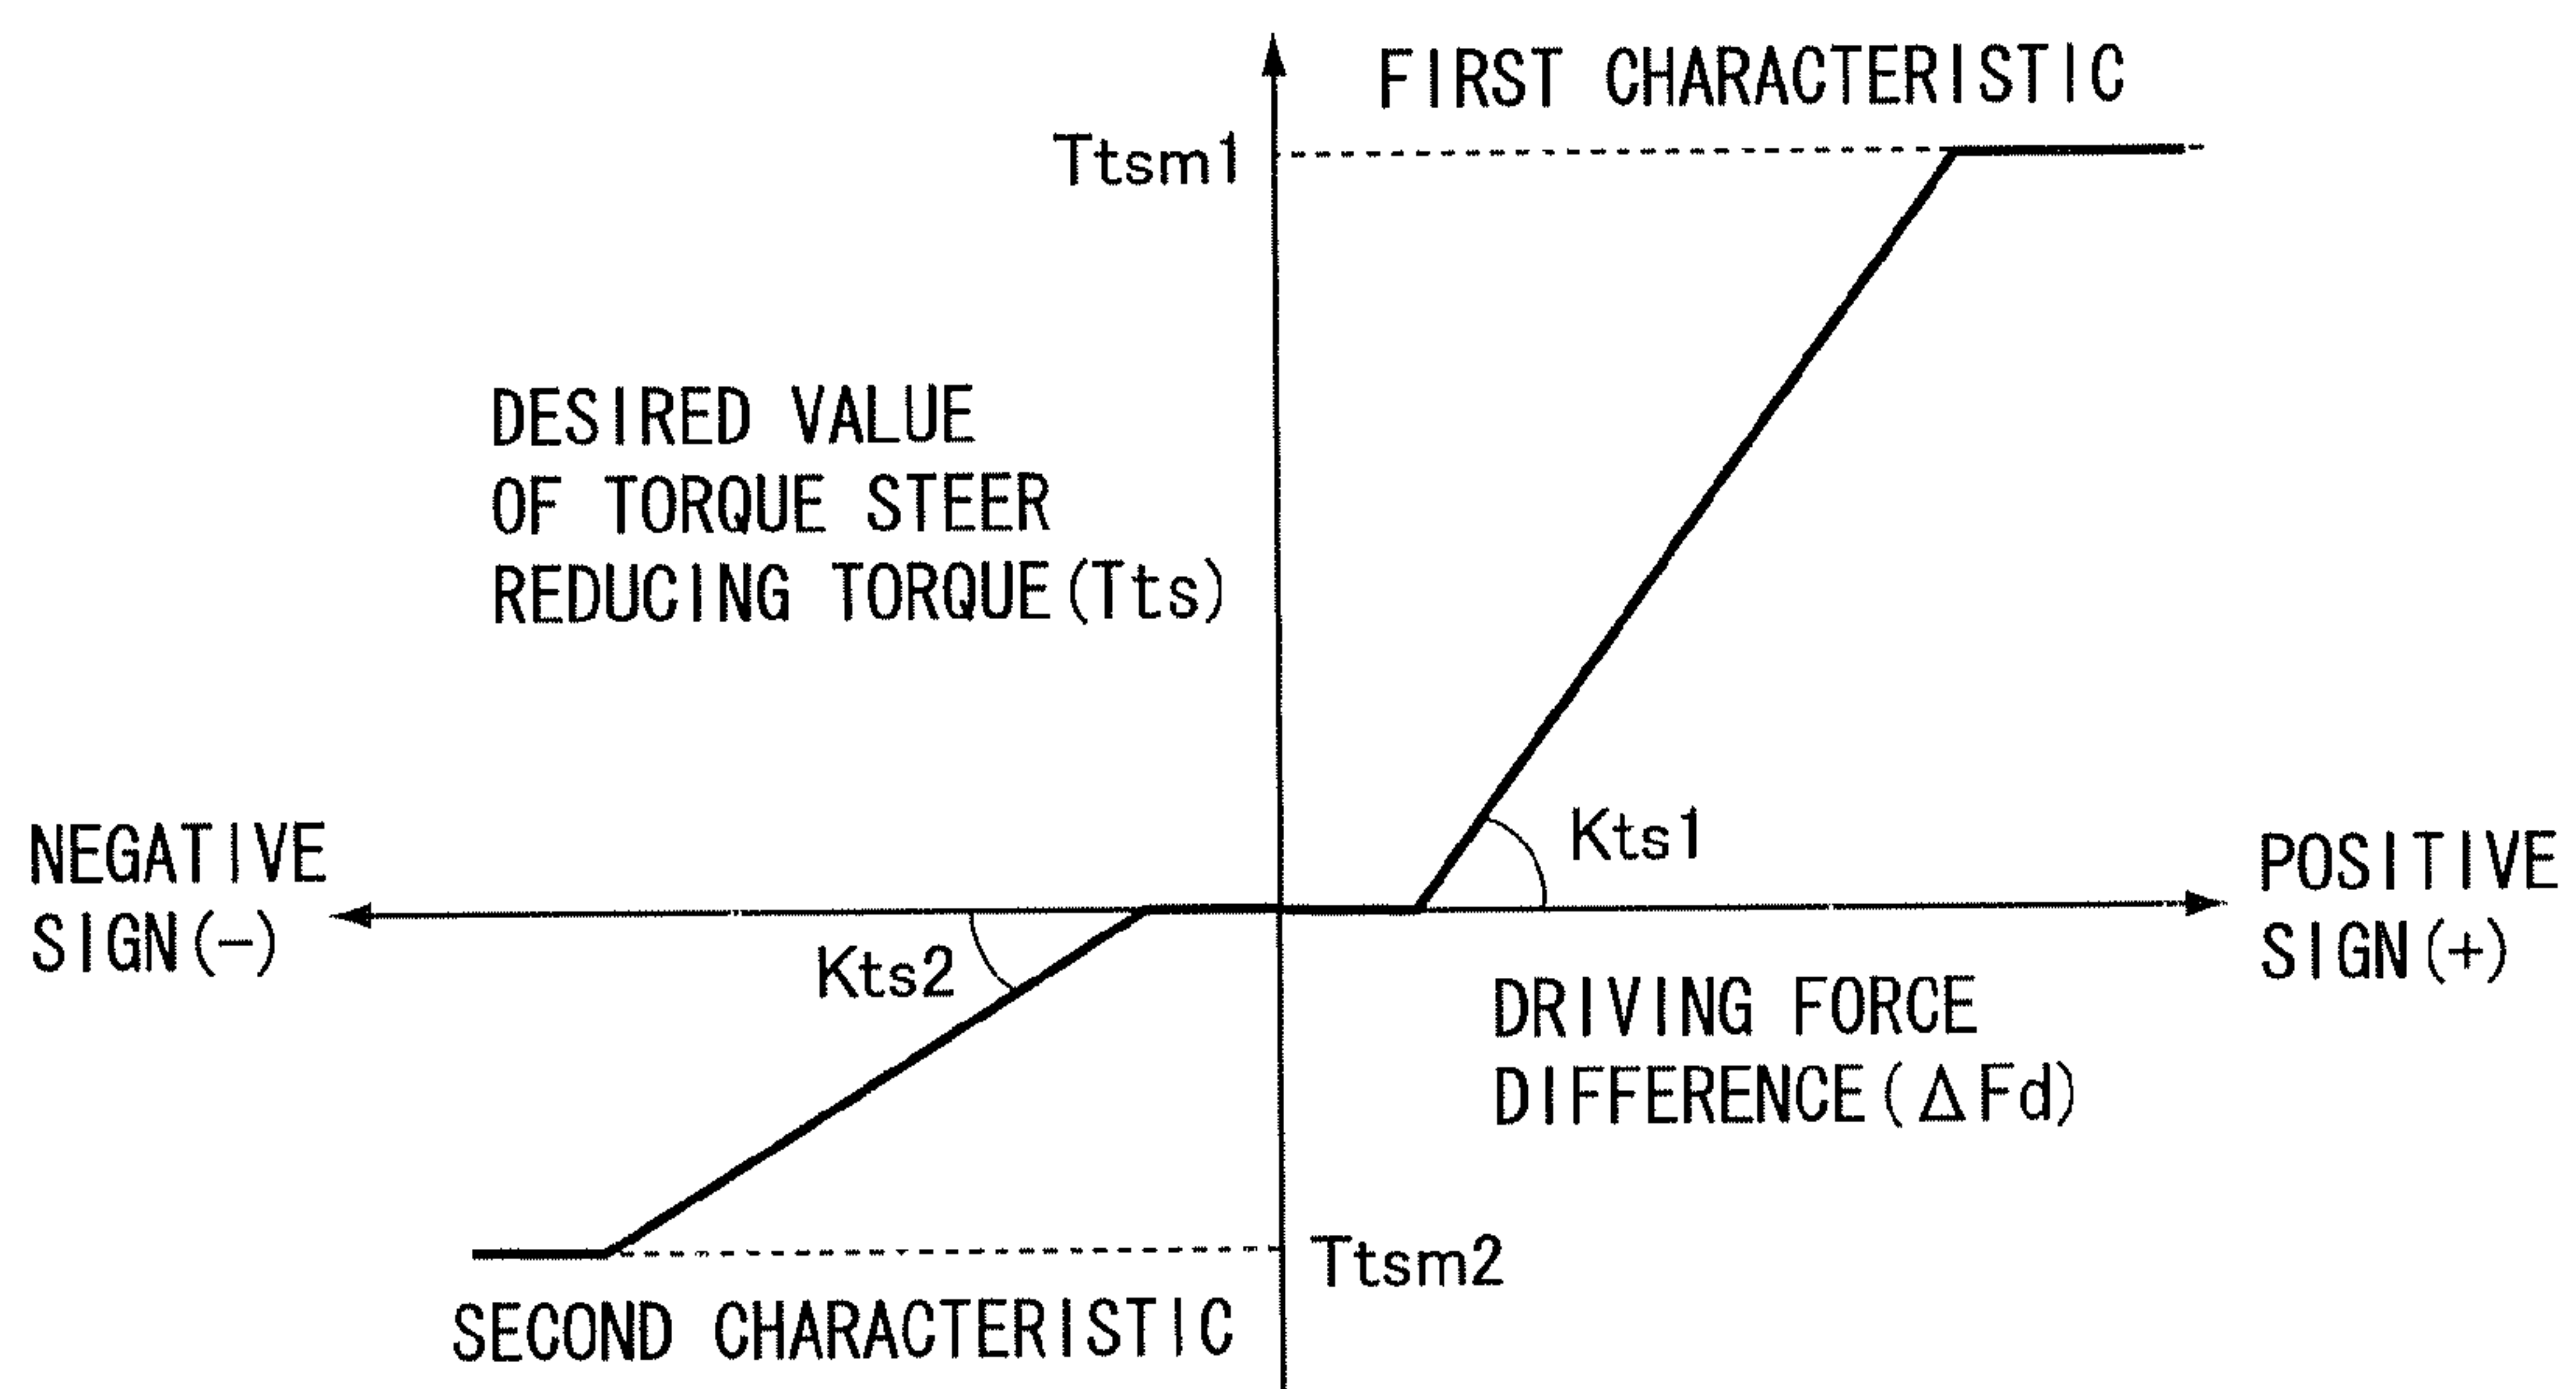 FIRST CHARACTERISTIC
Ttsm1
DESIRED VALUE
OF TORQUE STEER
REDUCING TORQUE(Tts)
Kts1
NEGATIVE
SIGN(-)
POSITIVE
SIGN(+)
Kts2
DRIVING FORCE
DIFFERENCE(ΔFd)
Ttsm2
SECOND CHARACTERISTIC